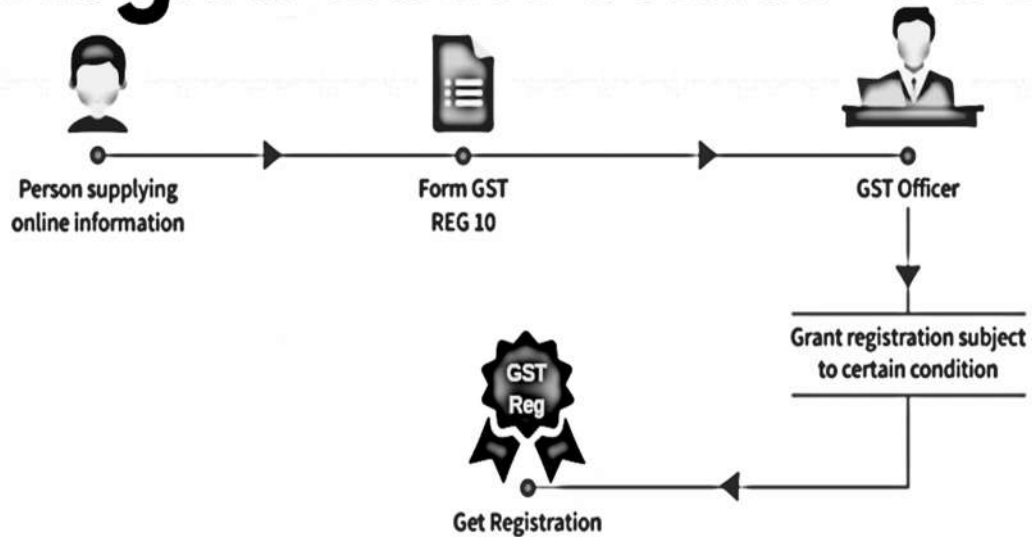 Person supplying
online information
Form GST
REG 10
GST Officer
Grant registration subject
to certain condition
GST
Reg
Get Registration